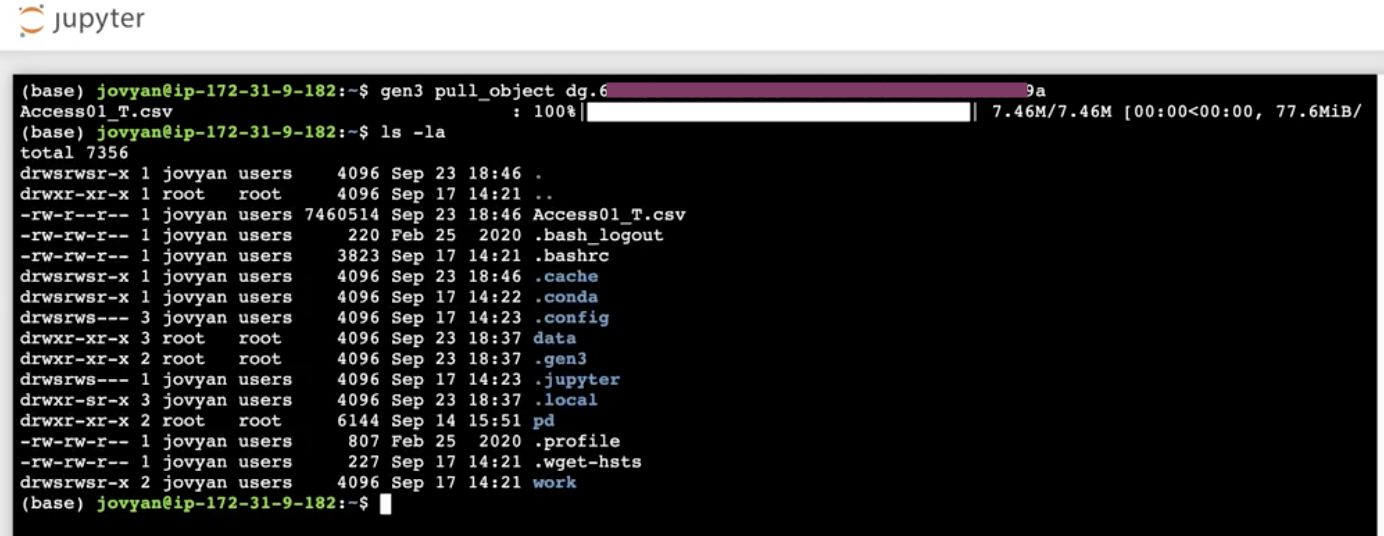 jupyter
(base) jovyan@ip-172-31-9-182:~$ gen3 pull_object dg.6 9a
Access01_T.csv : 100%| | 7.46M/7.46M [00:00<00:00, 77.6MiB/
(base) jovyan@ip-172-31-9-182:~$ ls -la
total 7356
drwsrwsr-x 1 jovyan users 4096 Sep 23 18:46 .
drwxr-xr-x 1 root root 4096 Sep 17 14:21 ..
-rw-r--r-- 1 jovyan users 7460514 Sep 23 18:46 Access01_T.csv
-rw-rw-r-- 1 jovyan users 220 Feb 25 2020 .bash_logout
-rw-rw-r-- 1 jovyan users 3823 Sep 17 14:21 .bashrc
drwsrwsr-x 1 jovyan users 4096 Sep 23 18:46 .cache
drwsrwsr-x 1 jovyan users 4096 Sep 17 14:22 .conda
drwsrws--- 3 jovyan users 4096 Sep 17 14:23 .config
drwxr-xr-x 3 root root 4096 Sep 23 18:37 data
drwxr-xr-x 2 root root 4096 Sep 23 18:37 .gen3
drwsrws--- 1 jovyan users 4096 Sep 17 14:23 .jupyter
drwxr-sr-x 3 jovyan users 4096 Sep 23 18:37 .local
drwxr-xr-x 2 root root 6144 Sep 14 15:51 pd
-rw-rw-r-- 1 jovyan users 807 Feb 25 2020 .profile
-rw-rw-r-- 1 jovyan users 227 Sep 17 14:21 .wget-hsts
drwsrwsr-x 2 jovyan users 4096 Sep 17 14:21 work
(base) jovyan@ip-172-31-9-182:~$